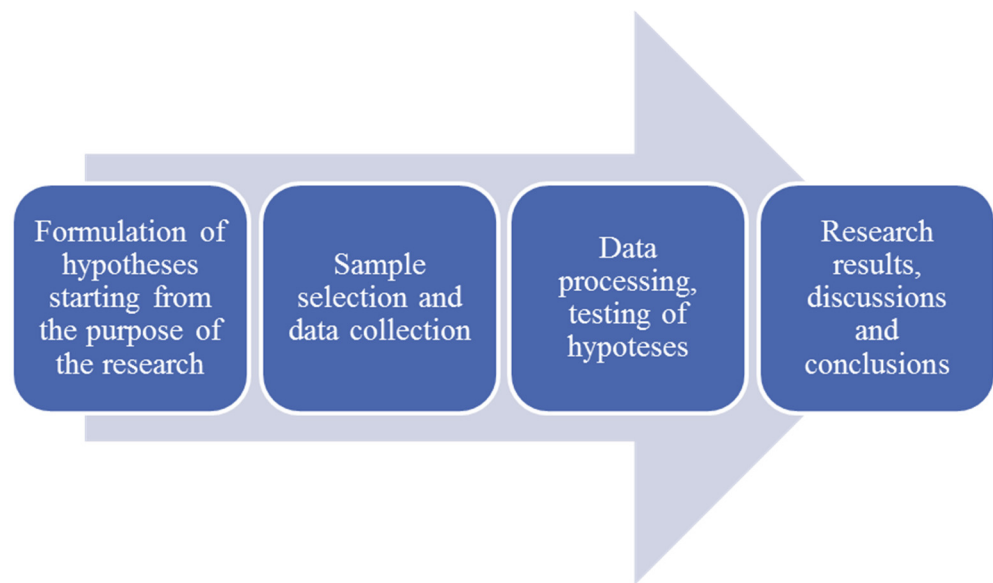 Formulation of
hypotheses
starting from
the purpose of
the research
Sample
selection and
data collection
Data
processing,
testing of
hypoteses
Research
results,
discussions
and
conclusions